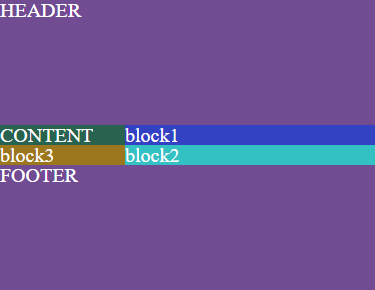 HEADER
CONTENT block1
block3 block2
FOOTER